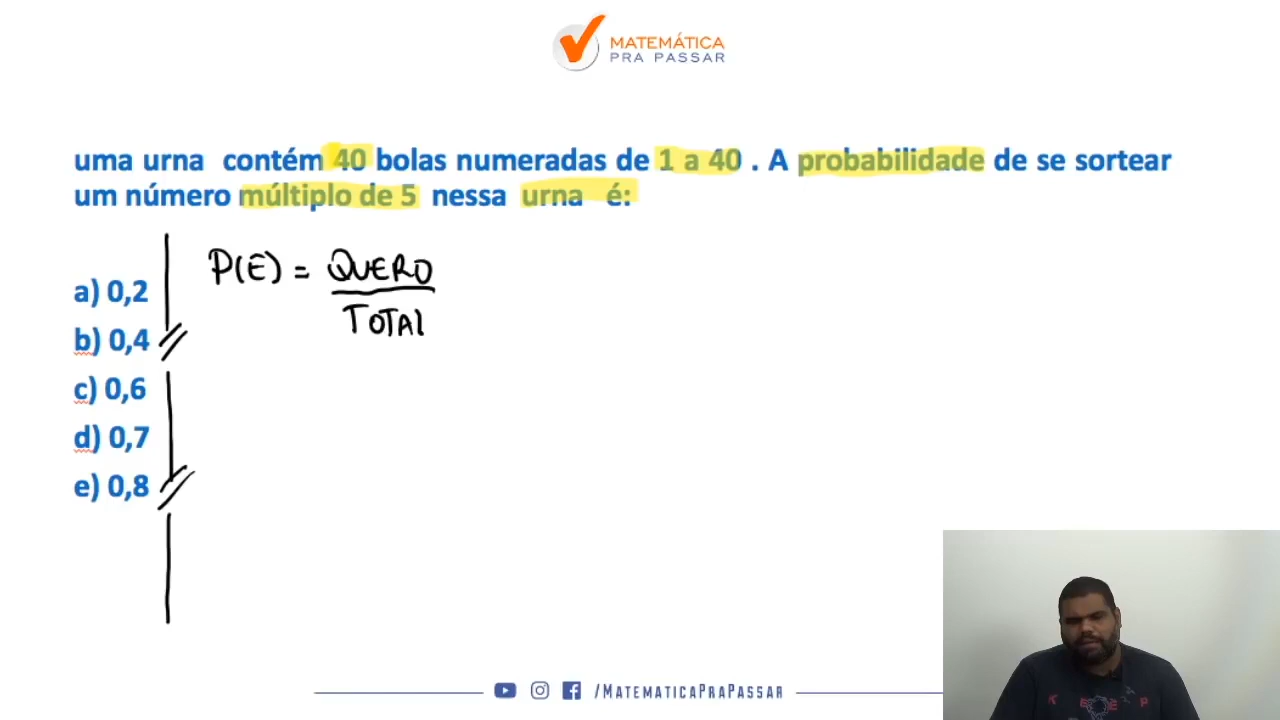 MATEMÁTICA
PRA PASSAR
uma urna contém 40 bolas numeradas de 1 a 40 . A probabilidade de se sortear
um número múltiplo de 5 nessa urna é:
P(E) = QUERO
TOTAL
a) 0,2
b) 0,4
c) 0,6
d) 0,7
e) 0,8
/MATEMATICAPRAPASSAR